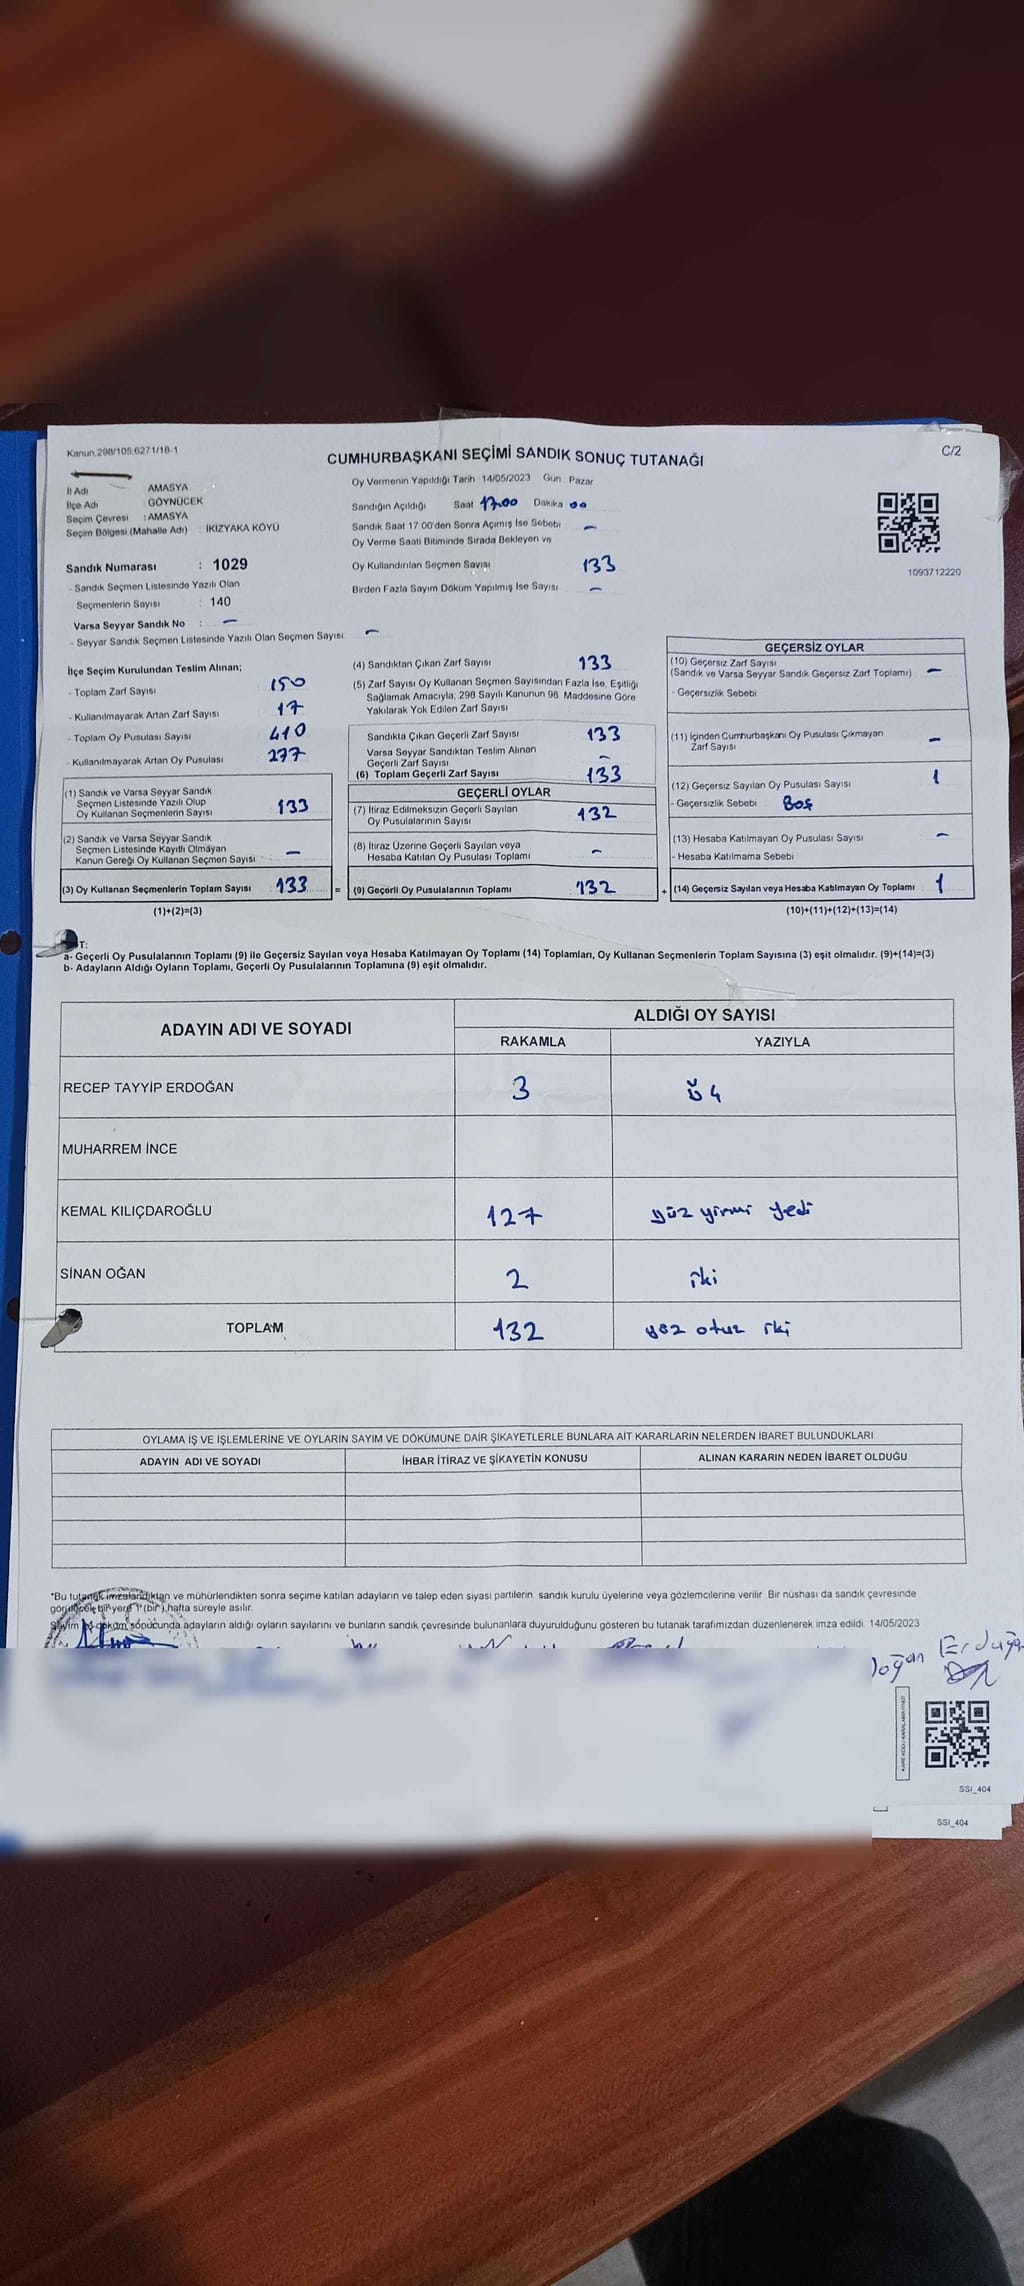 Kanun.298/105,6271/18-1
CUMHURBAŞKANI SEÇİMİ SANDIK SONUÇ TUTANAĞI
C/2
İl Adı AMASYA
İlçe Adı GÖYNÜCEK
Seçim Çevresi : AMASYA
Seçim Bölgesi (Mahalle Adı) : İKİZYAKA KÖYÜ
Oy Vermenin Yapıldığı Tarih : 14/05/2023 Gün : Pazar
Sandığın Açıldığı Saat 17.00 Dakika 00
Sandık Saat 17:00'den Sonra Açımış İse Sebebi –
Oy Verme Saati Bitiminde Sırada Bekleyen ve
Oy Kullandırılan Seçmen Sayısı 133
Birden Fazla Sayım Döküm Yapılmış İse Sayısı –
1093712220
Sandık Numarası : 1029
- Sandık Seçmen Listesinde Yazılı Olan
Seçmenlerin Sayısı : 140
Varsa Seyyar Sandık No : –
- Seyyar Sandık Seçmen Listesinde Yazılı Olan Seçmen Sayısı: –
İlçe Seçim Kurulundan Teslim Alınan;
- Toplam Zarf Sayısı 150
- Kullanılmayarak Artan Zarf Sayısı 17
- Toplam Oy Pusulası Sayısı 410
- Kullanılmayarak Artan Oy Pusulası 277
(1) Sandık ve Varsa Seyyar Sandık
Seçmen Listesinde Yazılı Olup
Oy Kullanan Seçmenlerin Sayısı 133
(2) Sandık ve Varsa Seyyar Sandık
Seçmen Listesinde Kayıtlı Olmayan
Kanun Gereği Oy Kullanan Seçmen Sayısı –
(3) Oy Kullanan Seçmenlerin Toplam Sayısı 133 =
(1)+(2)=(3)
(4) Sandıktan Çıkan Zarf Sayısı 133
(5) Zarf Sayısı Oy Kullanan Seçmen Sayısından Fazla İse, Eşitliği
Sağlamak Amacıyla, 298 Sayılı Kanunun 98. Maddesine Göre
Yakılarak Yok Edilen Zarf Sayısı
Sandıkta Çıkan Geçerli Zarf Sayısı 133
Varsa Seyyar Sandıktan Teslim Alınan
Geçerli Zarf Sayısı –
(6) Toplam Geçerli Zarf Sayısı 133
GEÇERLİ OYLAR
(7) İtiraz Edilmeksizin Geçerli Sayılan
Oy Pusulalarının Sayısı 132
(8) İtiraz Üzerine Geçerli Sayılan veya
Hesaba Katılan Oy Pusulası Toplamı –
(9) Geçerli Oy Pusulalarının Toplamı 132 +
GEÇERSİZ OYLAR
(10) Geçersiz Zarf Sayısı
(Sandık ve Varsa Seyyar Sandık Geçersiz Zarf Toplamı) –
- Geçersizlik Sebebi
(11) İçinden Cumhurbaşkanı Oy Pusulası Çıkmayan
Zarf Sayısı –
(12) Geçersiz Sayılan Oy Pusulası Sayısı 1
- Geçersizlik Sebebi Boş
(13) Hesaba Katılmayan Oy Pusulası Sayısı –
- Hesaba Katılmama Sebebi
(14) Geçersiz Sayılan veya Hesaba Katılmayan Oy Toplamı 1
(10)+(11)+(12)+(13)=(14)
a- Geçerli Oy Pusulalarının Toplamı (9) ile Geçersiz Sayılan veya Hesaba Katılmayan Oy Toplamı (14) Toplamları, Oy Kullanan Seçmenlerin Toplam Sayısına (3) eşit olmalıdır. (9)+(14)=(3)
b- Adayların Aldığı Oyların Toplamı, Geçerli Oy Pusulalarının Toplamına (9) eşit olmalıdır.
ADAYIN ADI VE SOYADI ALDIĞI OY SAYISI
RAKAMLA YAZIYLA
RECEP TAYYİP ERDOĞAN 3 üç
MUHARREM İNCE
KEMAL KILIÇDAROĞLU 127 yüz yirmi yedi
SİNAN OĞAN 2 iki
TOPLAM 132 yüz otuz iki
OYLAMA İŞ VE İŞLEMLERİNE VE OYLARIN SAYIM VE DÖKÜMÜNE DAİR ŞİKAYETLERLE BUNLARA AİT KARARLARIN NELERDEN İBARET BULUNDUKLARI
ADAYIN ADI VE SOYADI İHBAR İTİRAZ VE ŞİKAYETİN KONUSU ALINAN KARARIN NEDEN İBARET OLDUĞU
*Bu tutanak imzalandıktan ve mühürlendikten sonra seçime katılan adayların ve talep eden siyasi partilerin sandık kurulu üyelerine veya gözlemcilerine verilir. Bir nüshası da sandık çevresinde
görülecek bir yere 1 (bir) hafta süreyle asılır.
Sayım ve döküm sonucunda adayların aldığı oyların sayılarını ve bunların sandık çevresinde bulunanlara duyurulduğunu gösteren bu tutanak tarafımızdan düzenlenerek imza edildi. 14/05/2023
SSI_404
SSI_404